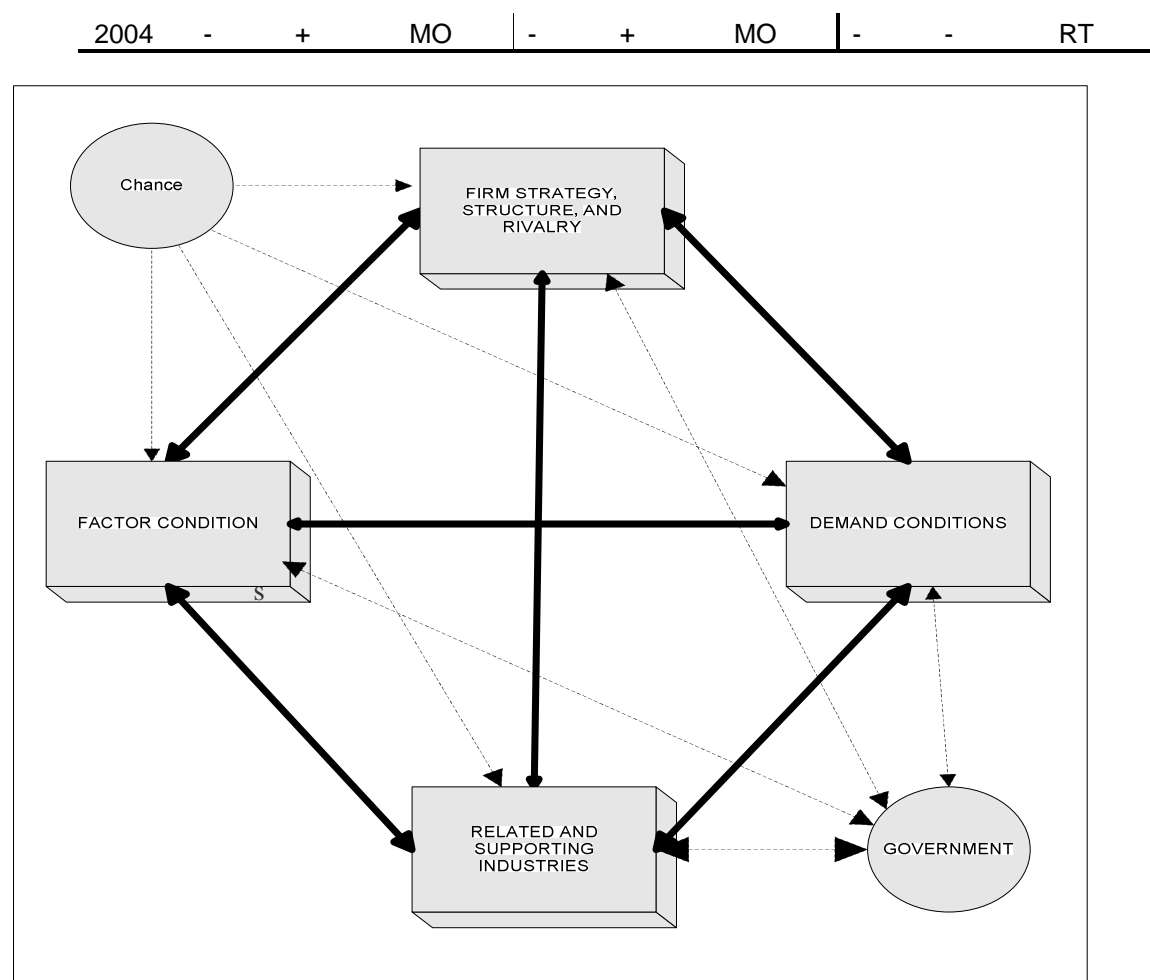 2004 - + MO - + MO - - RT
Chance
FIRM STRATEGY,
STRUCTURE, AND
RIVALRY
FACTOR CONDITION
S
DEMAND CONDITIONS
RELATED AND
SUPPORTING
INDUSTRIES
GOVERNMENT